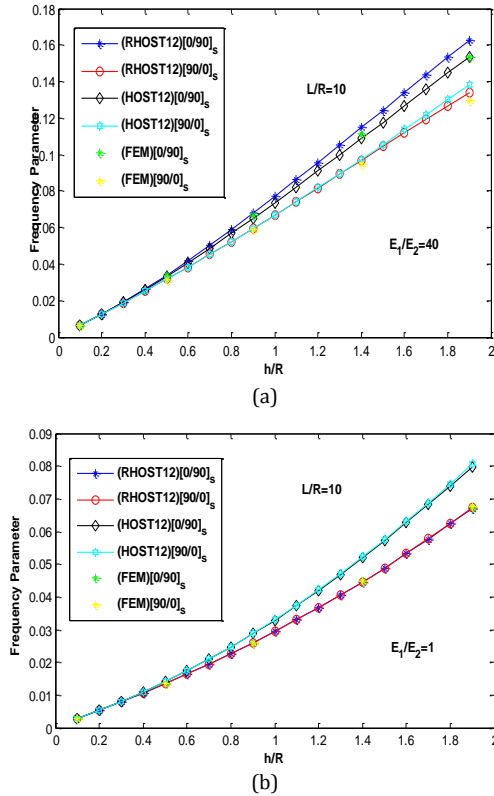 (RHOST12)[0/90]s
(RHOST12)[90/0]s
(HOST12)[0/90]s
(HOST12)[90/0]s
(FEM)[0/90]s
(FEM)[90/0]s
L/R=10
E1/E2=40
Frequency Parameter
0.18
0.16
0.14
0.12
0.1
0.08
0.06
0.04
0.02
0
0 0.2 0.4 0.6 0.8 1 1.2 1.4 1.6 1.8 2
h/R
(a)
(RHOST12)[0/90]s
(RHOST12)[90/0]s
(HOST12)[0/90]s
(HOST12)[90/0]s
(FEM)[0/90]s
(FEM)[90/0]s
L/R=10
E1/E2=1
Frequency Parameter
0.09
0.08
0.07
0.06
0.05
0.04
0.03
0.02
0.01
0
0 0.2 0.4 0.6 0.8 1 1.2 1.4 1.6 1.8 2
h/R
(b)